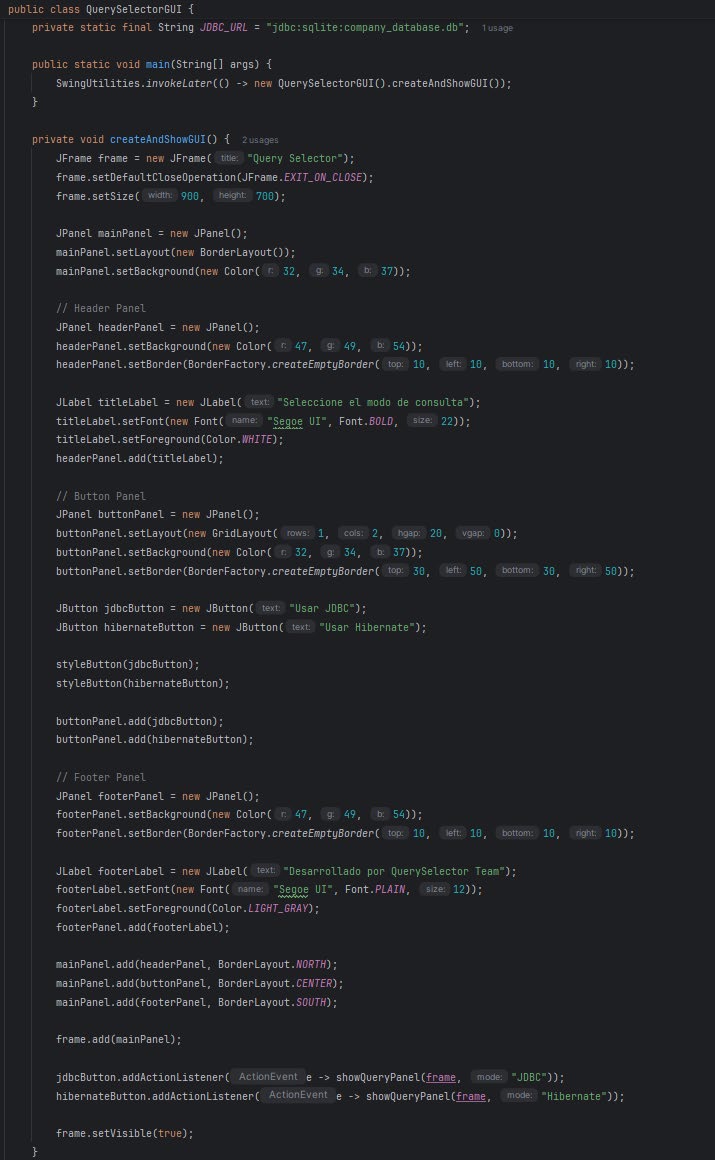 public class QuerySelectorGUI {
private static final String JDBC_URL = "jdbc:sqlite:company_database.db"; 1 usage
public static void main(String[] args) {
SwingUtilities.invokeLater(() -> new QuerySelectorGUI().createAndShowGUI());
}
private void createAndShowGUI() { 2 usages
JFrame frame = new JFrame( title: "Query Selector");
frame.setDefaultCloseOperation(JFrame.EXIT_ON_CLOSE);
frame.setSize( width: 900, height: 700);
JPanel mainPanel = new JPanel();
mainPanel.setLayout(new BorderLayout());
mainPanel.setBackground(new Color( r: 32, g: 34, b: 37));
// Header Panel
JPanel headerPanel = new JPanel();
headerPanel.setBackground(new Color( r: 47, g: 49, b: 54));
headerPanel.setBorder(BorderFactory.createEmptyBorder( top: 10, left: 10, bottom: 10, right: 10));
JLabel titleLabel = new JLabel( text: "Seleccione el modo de consulta");
titleLabel.setFont(new Font( name: "Segoe UI", Font.BOLD, size: 22));
titleLabel.setForeground(Color.WHITE);
headerPanel.add(titleLabel);
// Button Panel
JPanel buttonPanel = new JPanel();
buttonPanel.setLayout(new GridLayout( rows: 1, cols: 2, hgap: 20, vgap: 0));
buttonPanel.setBackground(new Color( r: 32, g: 34, b: 37));
buttonPanel.setBorder(BorderFactory.createEmptyBorder( top: 30, left: 50, bottom: 30, right: 50));
JButton jdbcButton = new JButton( text: "Usar JDBC");
JButton hibernateButton = new JButton( text: "Usar Hibernate");
styleButton(jdbcButton);
styleButton(hibernateButton);
buttonPanel.add(jdbcButton);
buttonPanel.add(hibernateButton);
// Footer Panel
JPanel footerPanel = new JPanel();
footerPanel.setBackground(new Color( r: 47, g: 49, b: 54));
footerPanel.setBorder(BorderFactory.createEmptyBorder( top: 10, left: 10, bottom: 10, right: 10));
JLabel footerLabel = new JLabel( text: "Desarrollado por QuerySelector Team");
footerLabel.setFont(new Font( name: "Segoe UI", Font.PLAIN, size: 12));
footerLabel.setForeground(Color.LIGHT_GRAY);
footerPanel.add(footerLabel);
mainPanel.add(headerPanel, BorderLayout.NORTH);
mainPanel.add(buttonPanel, BorderLayout.CENTER);
mainPanel.add(footerPanel, BorderLayout.SOUTH);
frame.add(mainPanel);
jdbcButton.addActionListener( ActionEvent e -> showQueryPanel(frame, mode: "JDBC"));
hibernateButton.addActionListener( ActionEvent e -> showQueryPanel(frame, mode: "Hibernate"));
frame.setVisible(true);
}